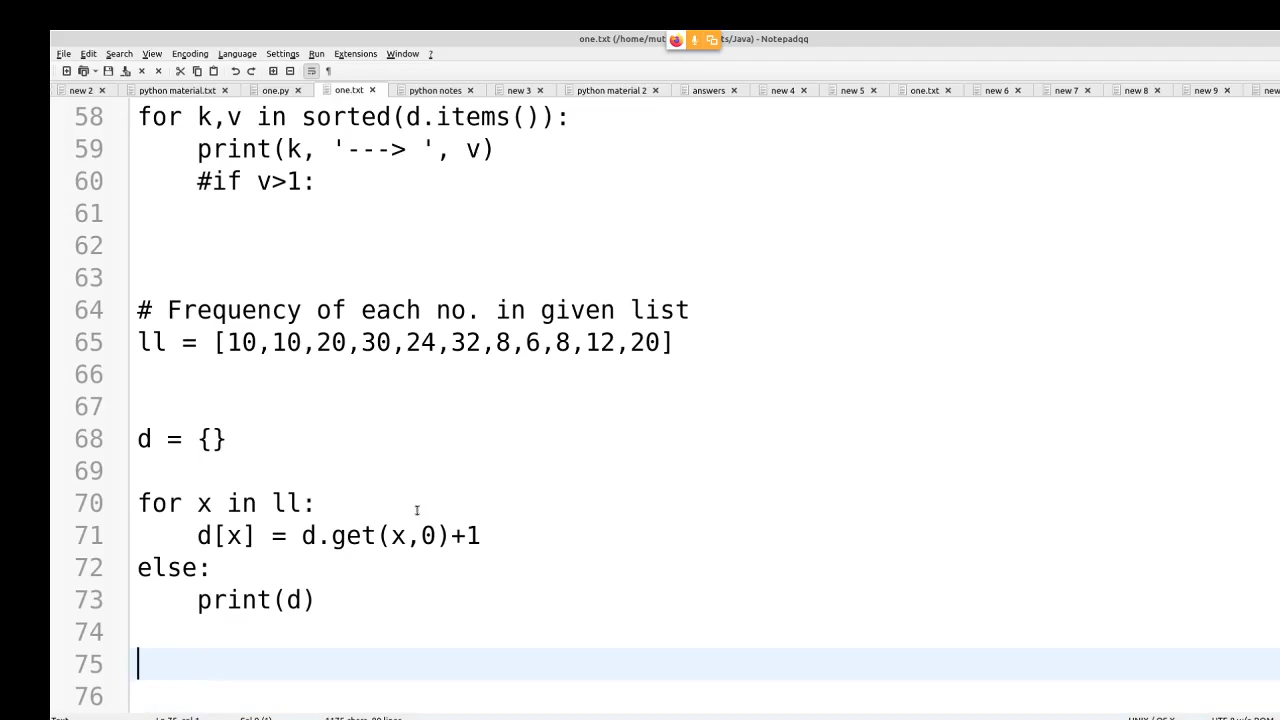 one.txt (/home/mut ts/Java) - Notepadqq
File Edit Search View Encoding Language Settings Run Extensions Window ?
new 2 python material.txt one.py one.txt python notes new 3 python material 2 answers new 4 new 5 one.txt new 6 new 7 new 8 new 9 new
58 for k,v in sorted(d.items()):
59 print(k, '---> ', v)
60 #if v>1:
61
62
63
64 # Frequency of each no. in given list
65 ll = [10,10,20,30,24,32,8,6,8,12,20]
66
67
68 d = {}
69
70 for x in ll:
71 d[x] = d.get(x,0)+1
72 else:
73 print(d)
74
75
76